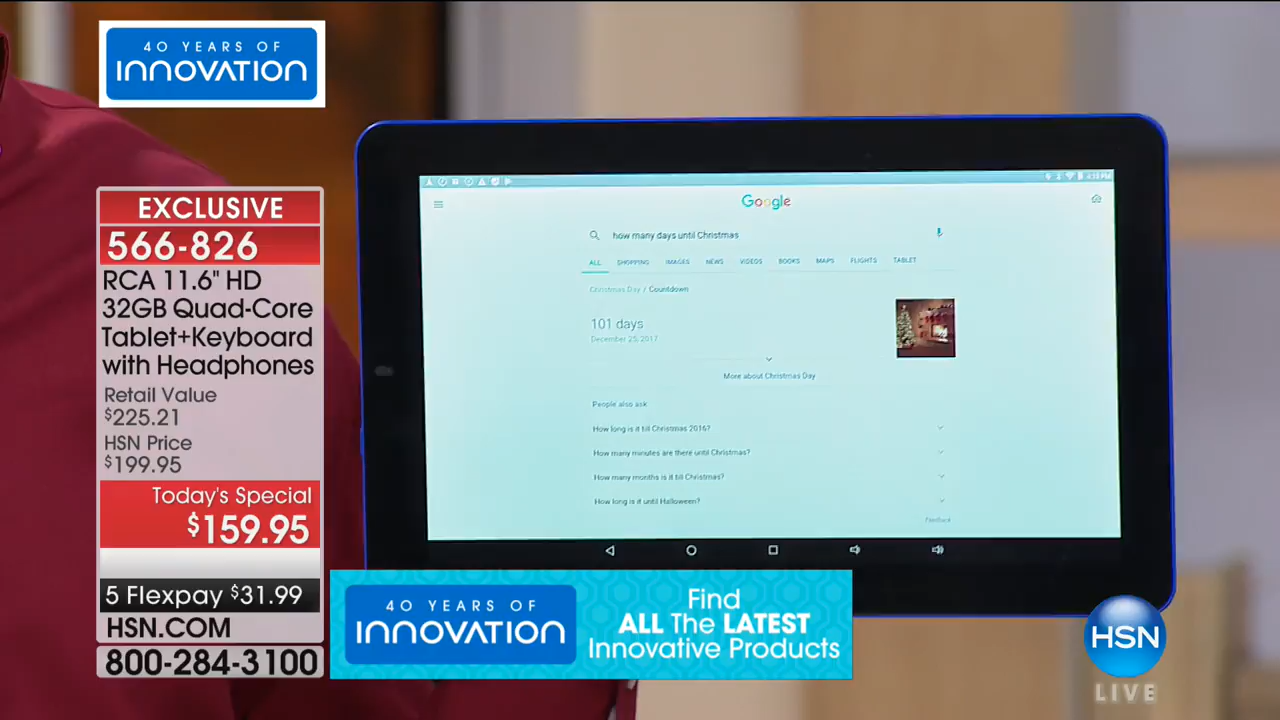 40 YEARS OF
INNOVATION
EXCLUSIVE
566-826
RCA 11.6" HD
32GB Quad-Core
Tablet+Keyboard
with Headphones
Retail Value
$225.21
HSN Price
$199.95
Today's Special
$159.95
5 Flexpay $31.99
HSN.COM
800-284-3100
Google
how many days until Christmas
ALL SHOPPING IMAGES NEWS VIDEOS BOOKS MAPS FLIGHTS TABLET
Christmas Day / Countdown
101 days
December 25, 2017
More about Christmas Day
People also ask
How long is it till Christmas 2016?
How many minutes are there until Christmas?
How many months is it till Christmas?
How long is it until Halloween?
Feedback
40 YEARS OF
INNOVATION
Find
ALL The LATEST
Innovative Products
HSN
LIVE